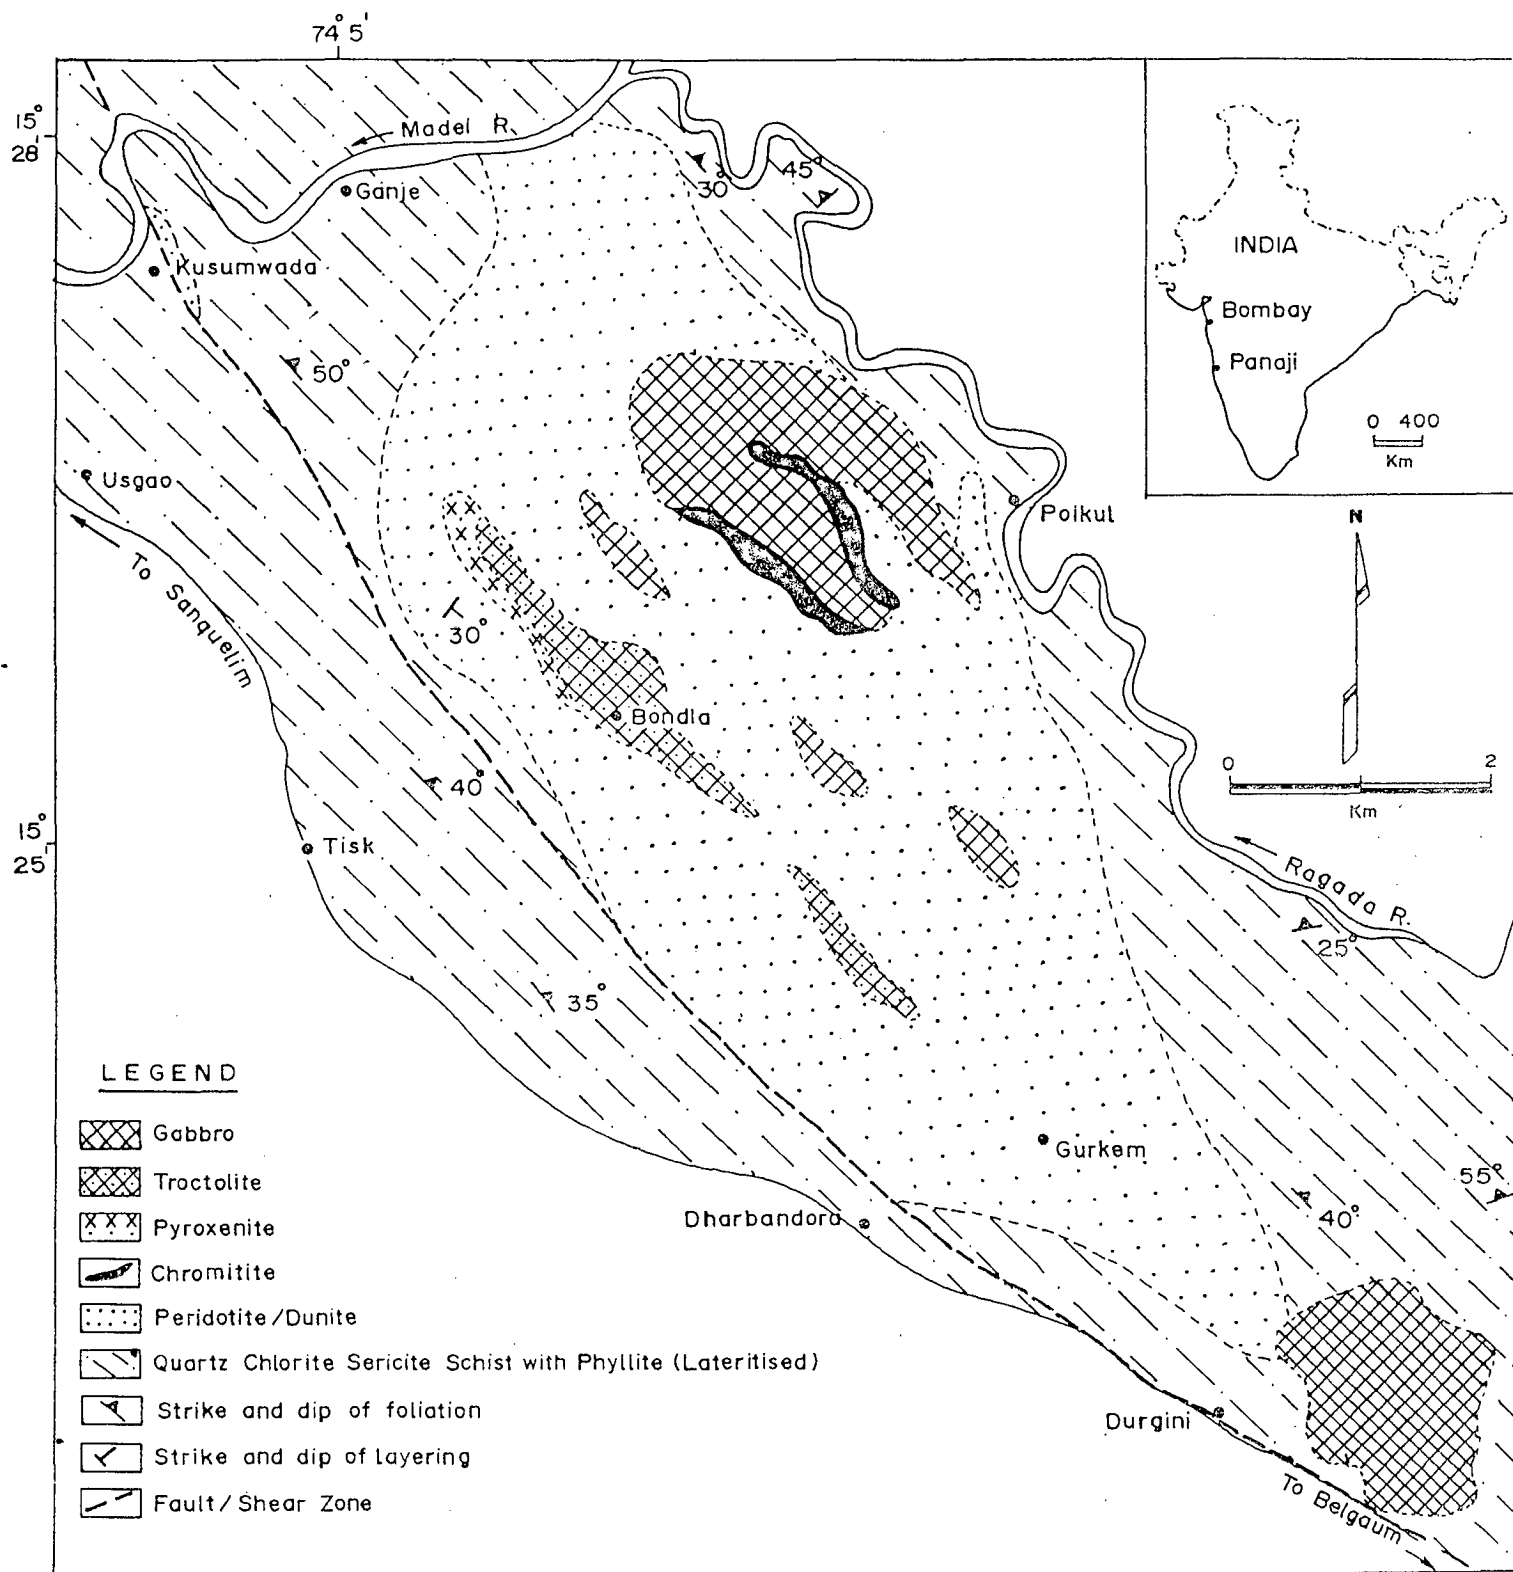 74° 5'
15°
28'
Madel R.
Ganje
30°
45°
Kusumwada
50°
INDIA
Bombay
Panaji
0 400
Km
Usgao
Poikul
N
To Sanquelim
30°
Bondla
40°
0 2
Km
15°
25'
Tisk
Ragada R.
25°
35°
LEGEND
Gabbro
Troctolite
Pyroxenite
Chromitite
Peridotite/Dunite
Quartz Chlorite Sericite Schist with Phyllite (Lateritised)
Strike and dip of foliation
Strike and dip of layering
Fault/Shear Zone
Gurkem
55°
40°
Dharbandora
Durgini
To Belgaum